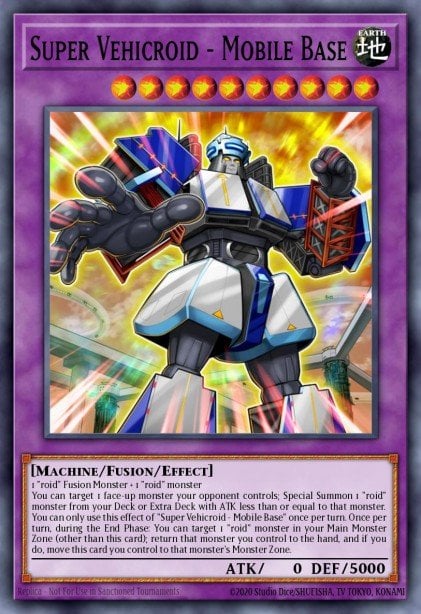 SUPER VEHICROID - MOBILE BASE
EARTH
地
[MACHINE/FUSION/EFFECT]
1 "roid" Fusion Monster + 1 "roid" monster
You can target 1 face-up monster your opponent controls; Special Summon 1 "roid"
monster from your Deck or Extra Deck with ATK less than or equal to that monster.
You can only use this effect of "Super Vehicroid - Mobile Base" once per turn. Once per
turn, during the End Phase: You can target 1 "roid" monster in your Main Monster
Zone (other than this card); return that monster you control to the hand, and if you
do, move this card you control to that monster's Monster Zone.
ATK/ 0 DEF/5000
Replica - Not For Use in Sanctioned Tournaments
©2020 Studio Dice/SHUEISHA, TV TOKYO, KONAMI